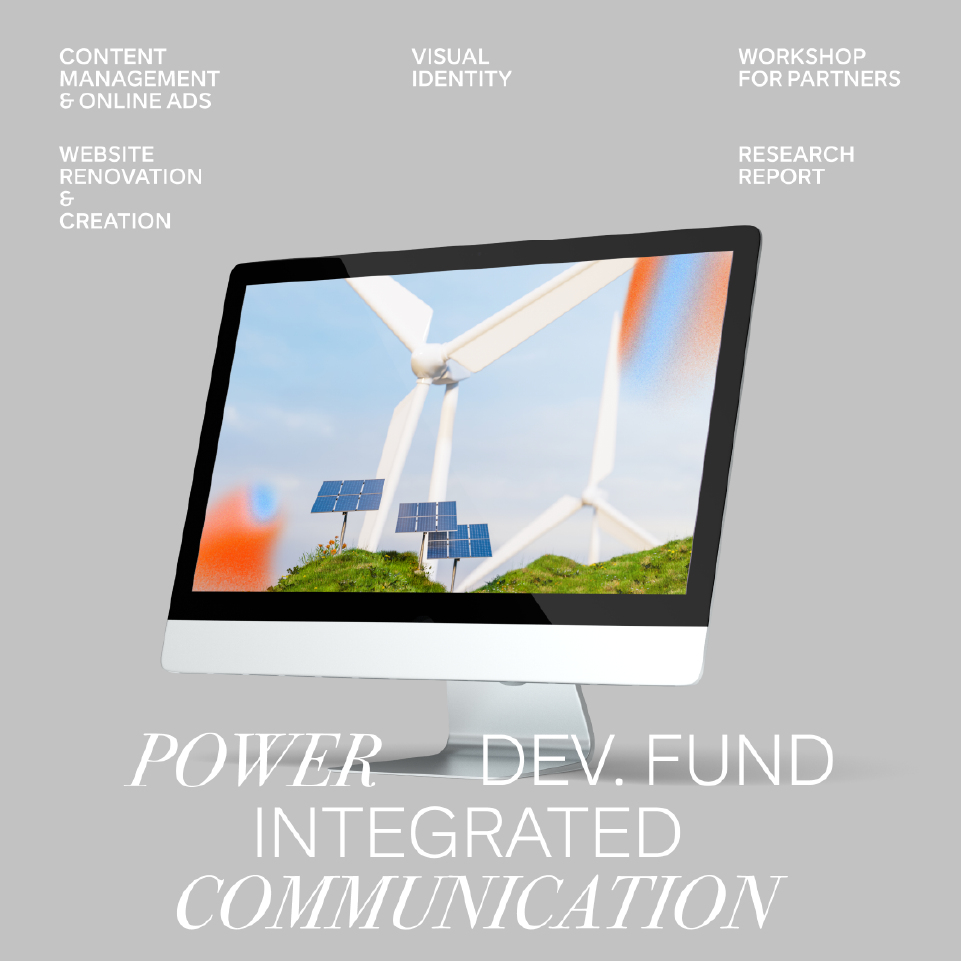 CONTENT
MANAGEMENT
& ONLINE ADS
VISUAL
IDENTITY
WORKSHOP
FOR PARTNERS
WEBSITE
RENOVATION
&
CREATION
RESEARCH
REPORT
POWER DEV. FUND
INTEGRATED
COMMUNICATION